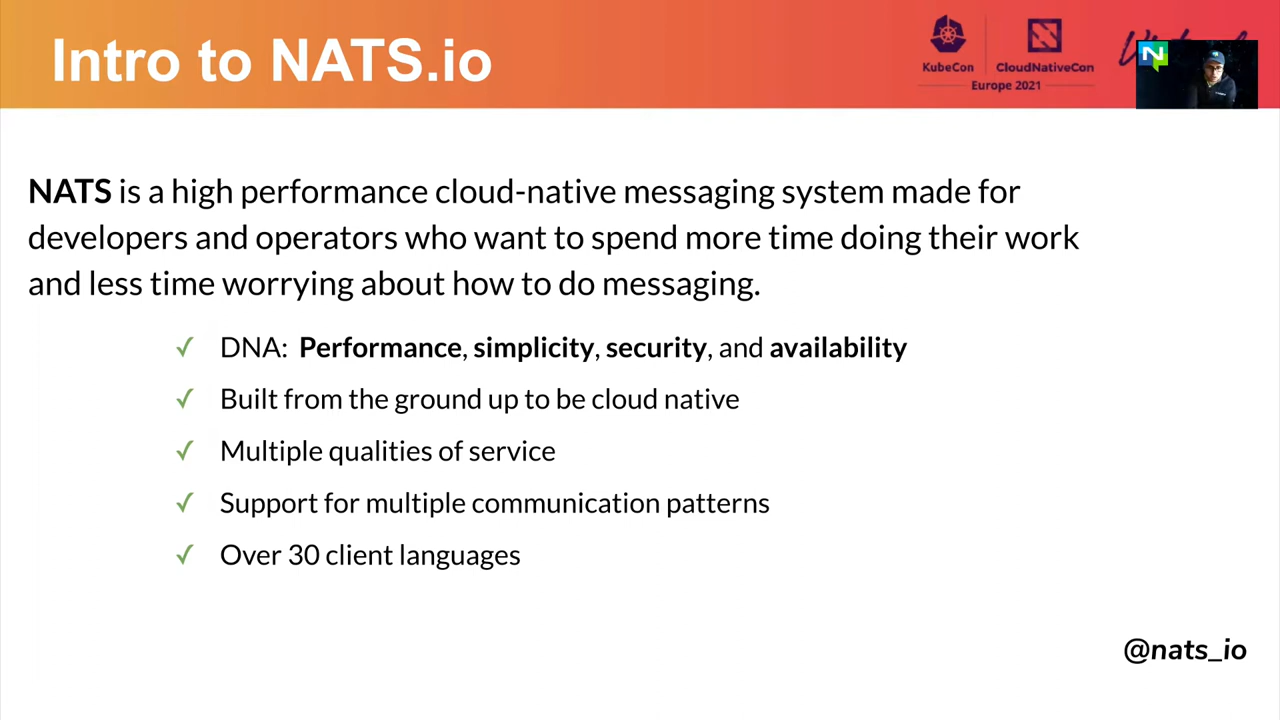 Intro to NATS.io
KubeCon
CloudNativeCon
Europe 2021
N
NATS is a high performance cloud-native messaging system made for
developers and operators who want to spend more time doing their work
and less time worrying about how to do messaging.
✓ DNA: Performance, simplicity, security, and availability
✓ Built from the ground up to be cloud native
✓ Multiple qualities of service
✓ Support for multiple communication patterns
✓ Over 30 client languages
@nats_io